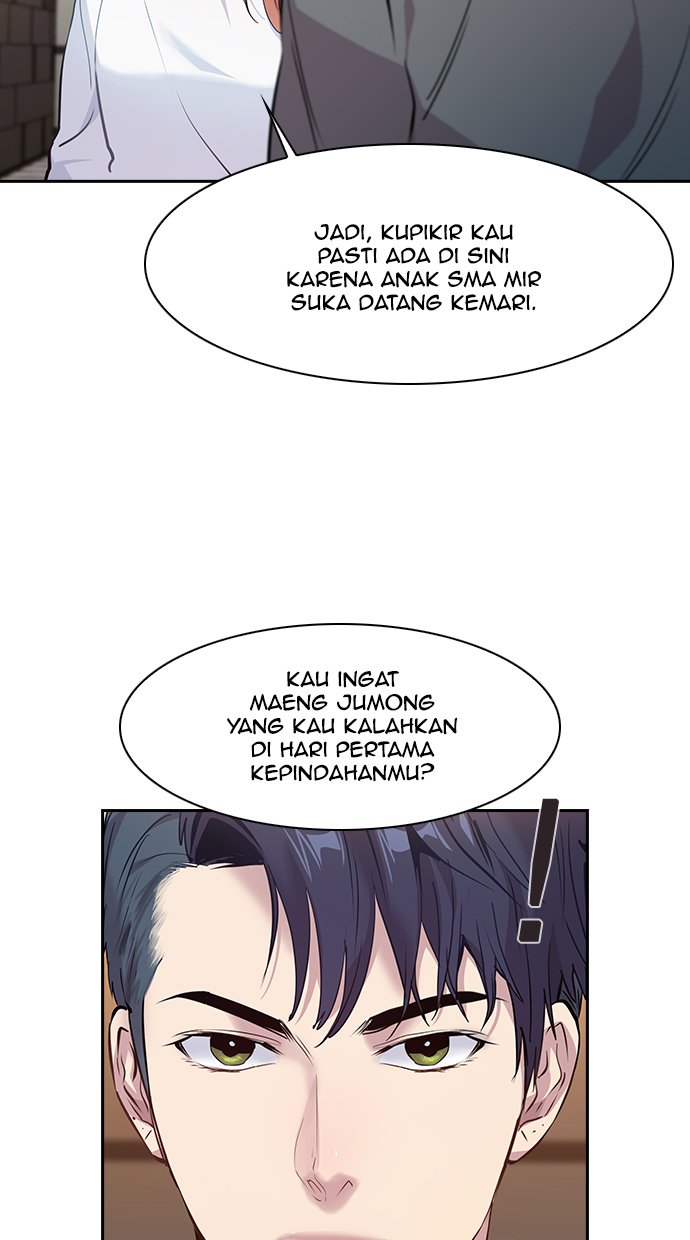 JADI, KUPIKIR KAU
PASTI ADA DI SINI
KARENA ANAK SMA MIR
SUKA DATANG KEMARI.
KAU INGAT
MAENG JUMONG
YANG KAU KALAHKAN
DI HARI PERTAMA
KEPINDAHANMU?
!